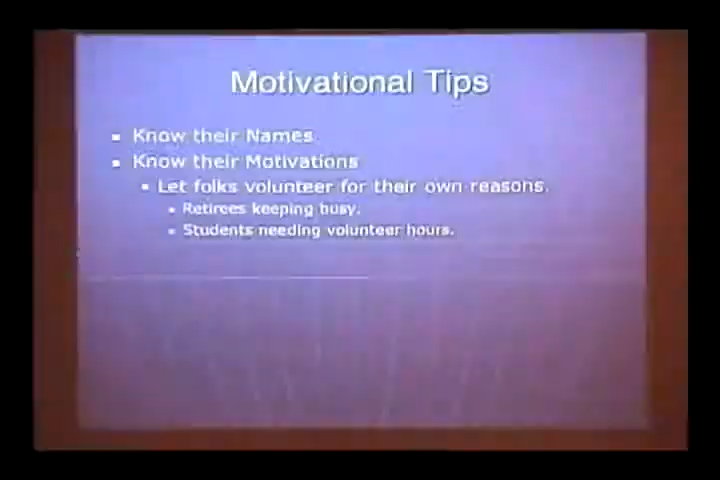 Motivational Tips
Know their Names
Know their Motivations
Let folks volunteer for their own reasons.
Retirees keeping busy.
Students needing volunteer hours.